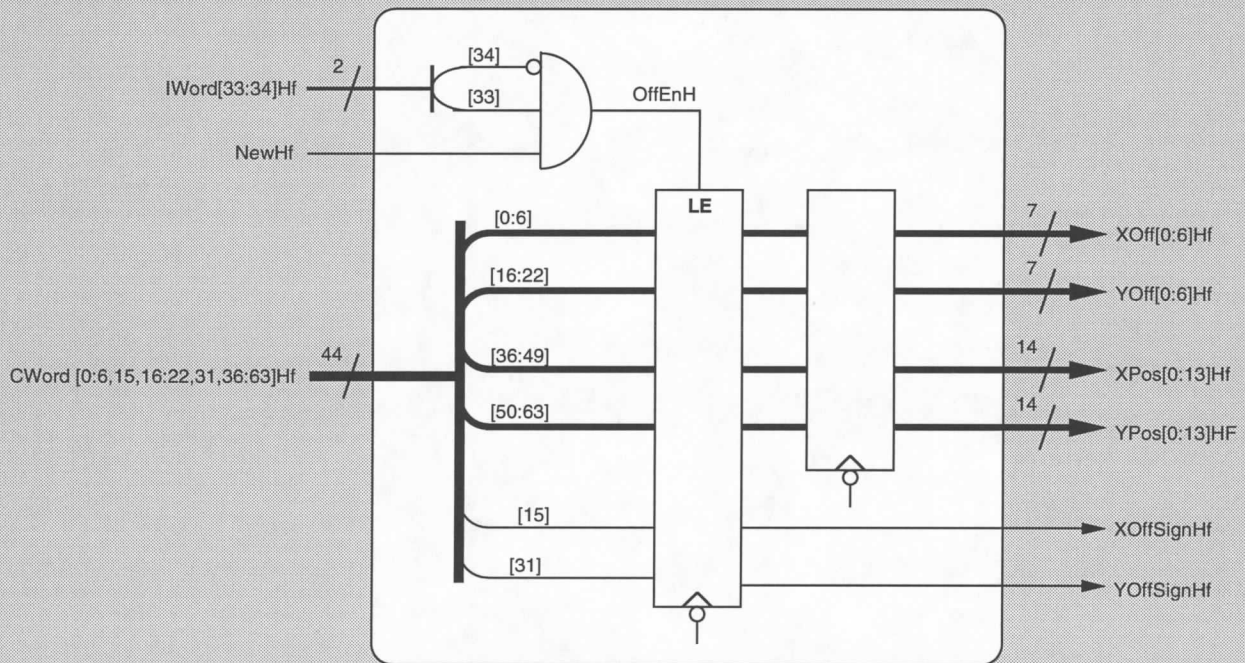 IWord[33:34]Hf
2
[34]
[33]
OffEnH
NewHf
LE
CWord [0:6,15,16:22,31,36:63]Hf
44
[0:6]
7
XOff[0:6]Hf
[16:22]
7
YOff[0:6]Hf
[36:49]
14
XPos[0:13]Hf
[50:63]
14
YPos[0:13]HF
[15]
XOffSignHf
[31]
YOffSignHf